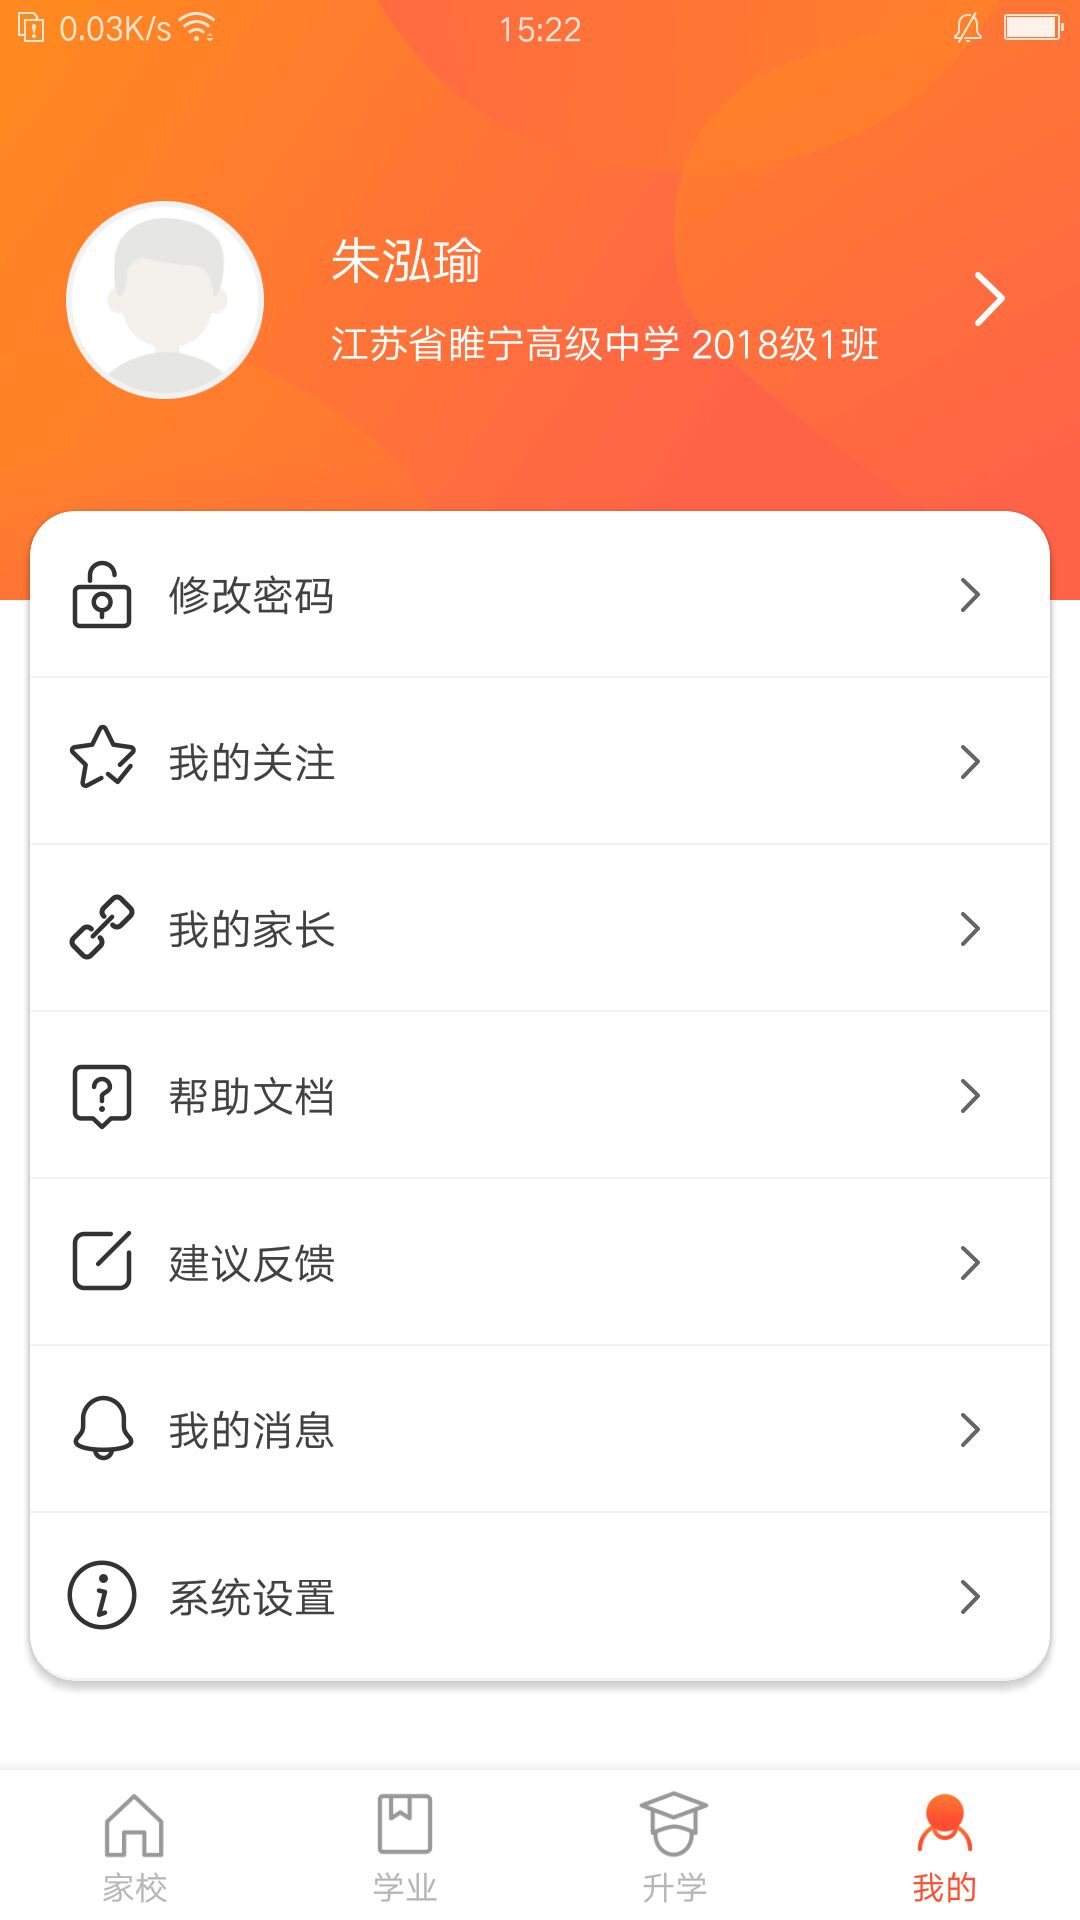 0.03K/s
15:22
朱泓瑜
江苏省睢宁高级中学 2018级1班
修改密码
我的关注
我的家长
帮助文档
建议反馈
我的消息
系统设置
家校
学业
升学
我的